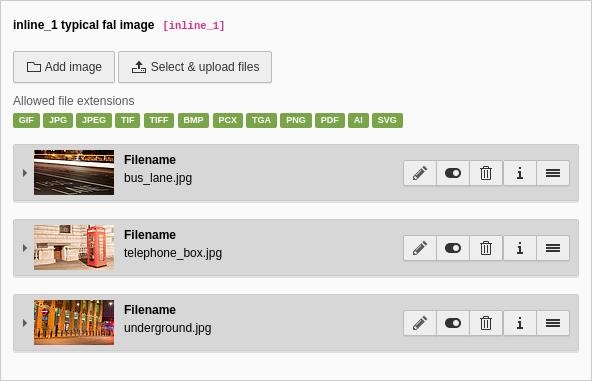 inline_1 typical fal image [inline_1]
Add image Select & upload files
Allowed file extensions
GIF JPG JPEG TIF TIFF BMP PCX TGA PNG PDF AI SVG
Filename
bus_lane.jpg
Filename
telephone_box.jpg
Filename
underground.jpg